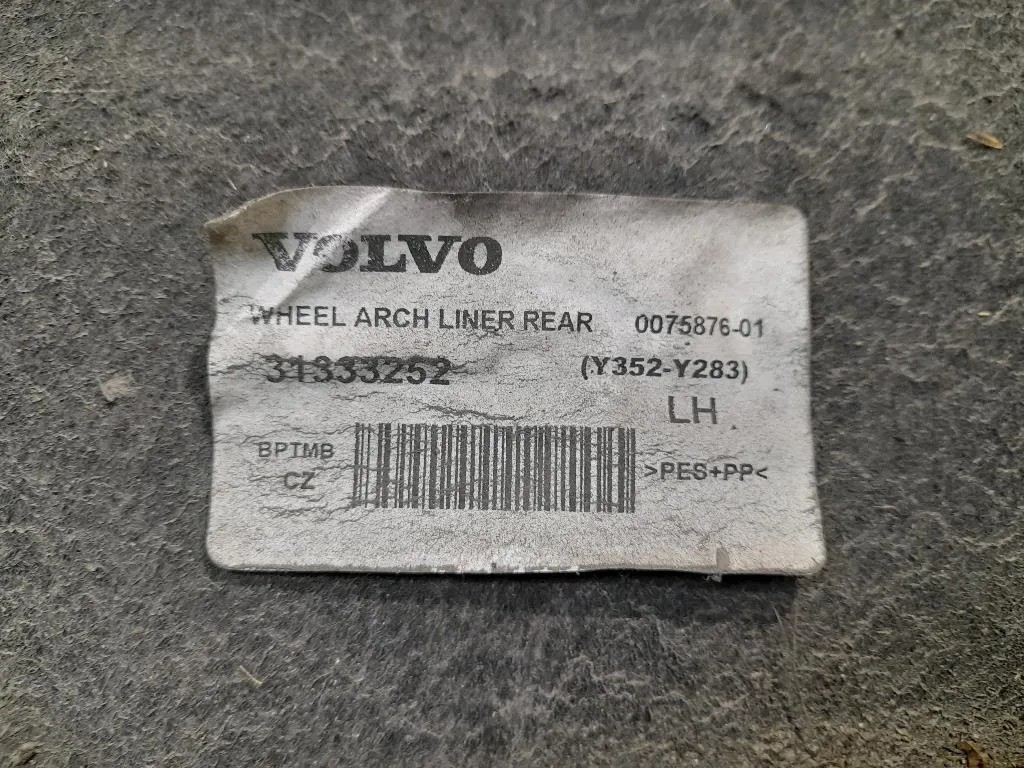 VOLVO
WHEEL ARCH LINER REAR 0075876-01
31333252 (Y352-Y283)
LH
BPTMB >PES+PP<
CZ